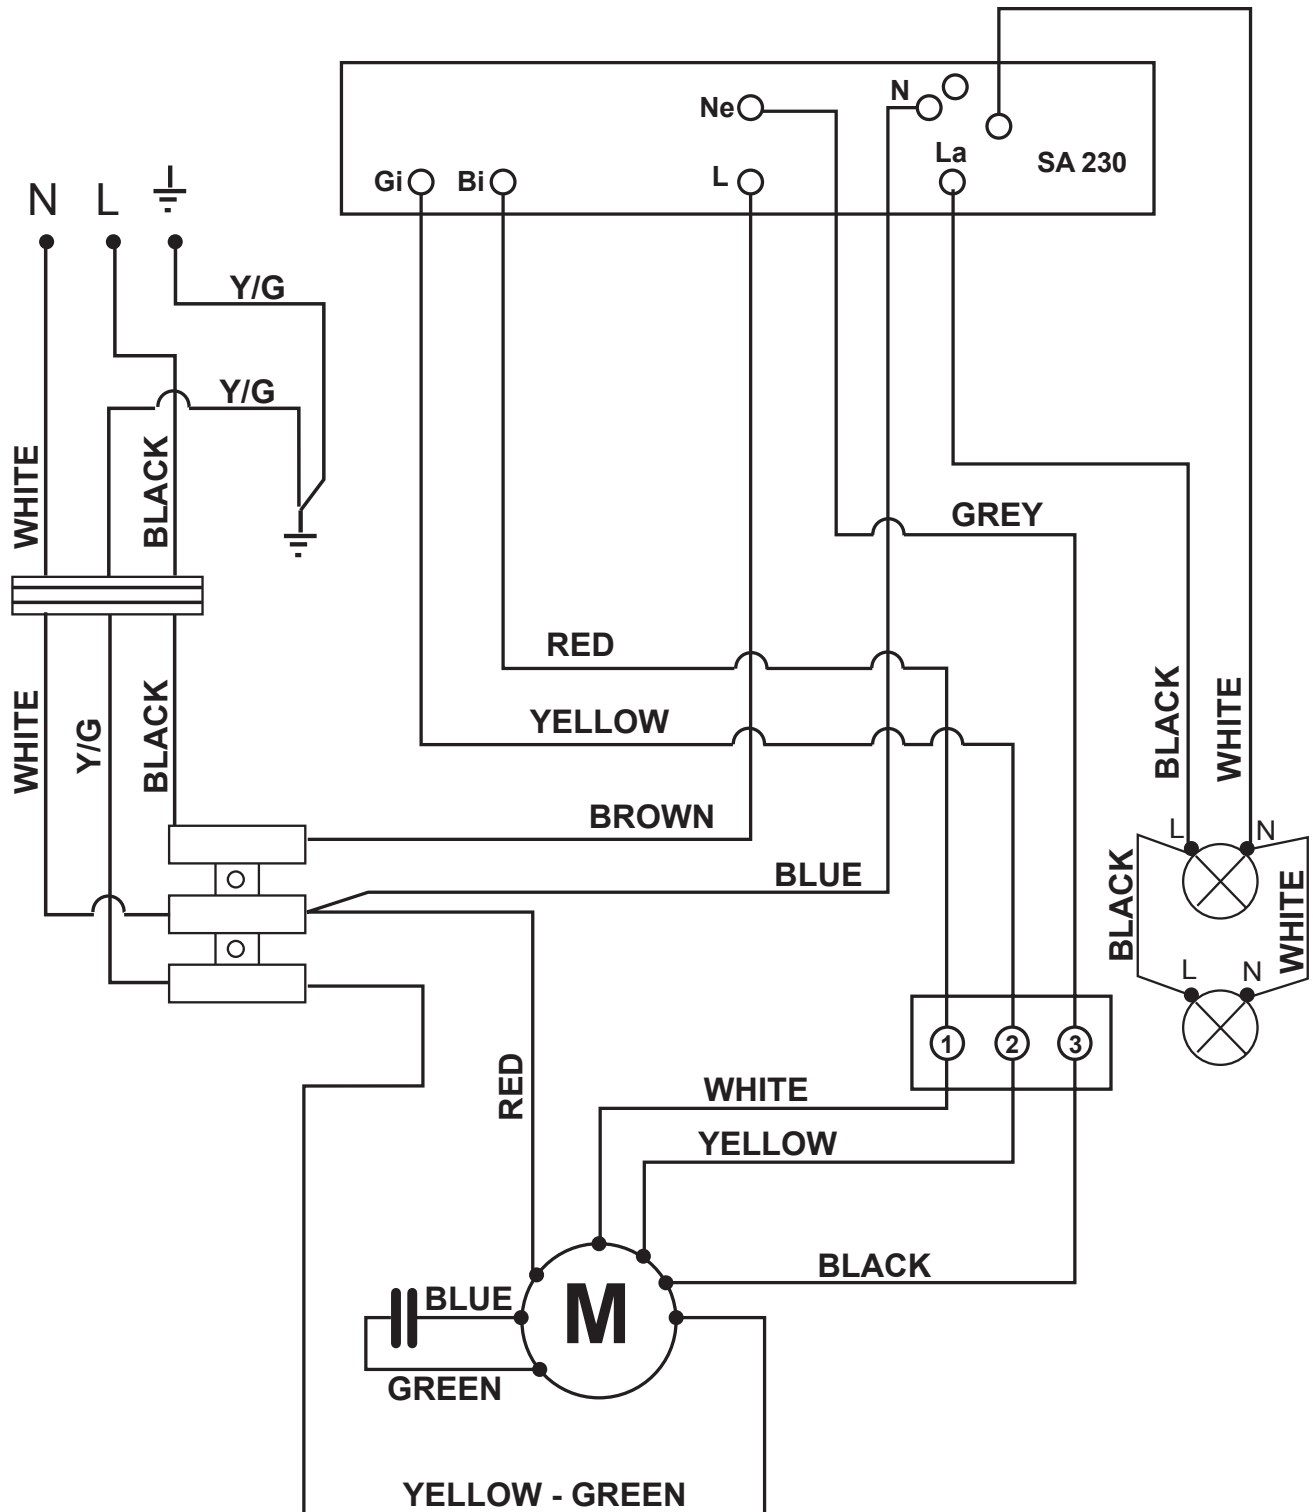 N
Ne
La
SA 230
Gi
Bi
L
N
L
Y/G
Y/G
WHITE
BLACK
GREY
RED
YELLOW
WHITE
Y/G
BLACK
BLACK
WHITE
BROWN
L
N
BLUE
BLACK
WHITE
L
N
1
2
3
RED
WHITE
YELLOW
BLACK
BLUE
M
GREEN
YELLOW - GREEN